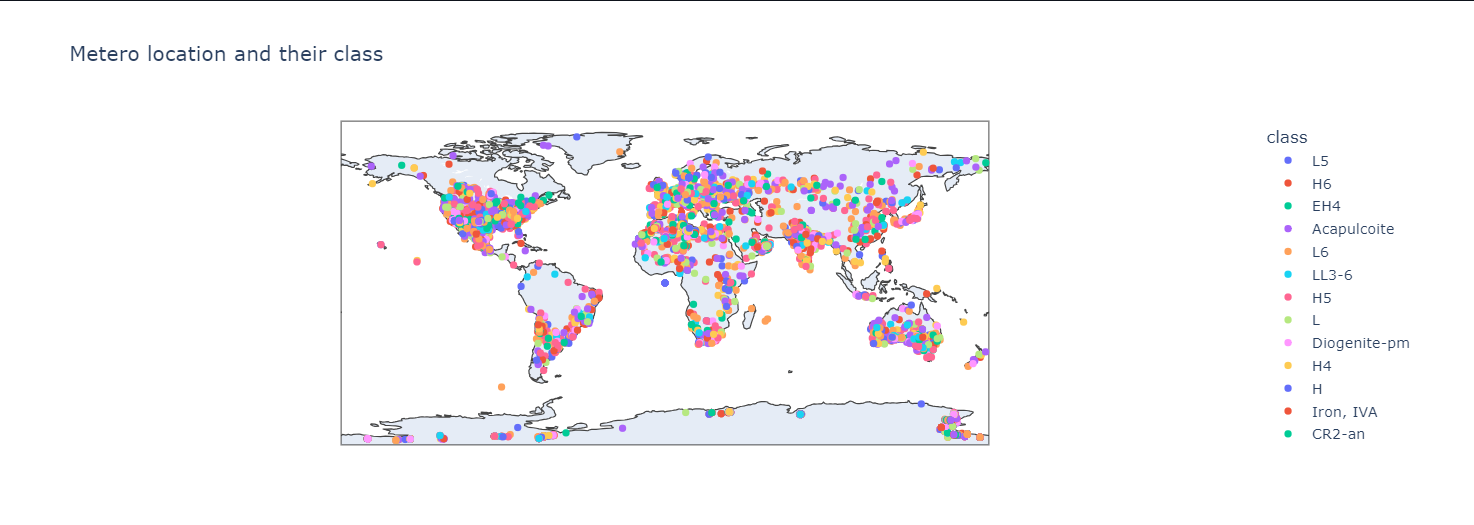 Metero location and their class
class
L5
H6
EH4
Acapulcoite
L6
LL3-6
H5
L
Diogenite-pm
H4
H
Iron, IVA
CR2-an